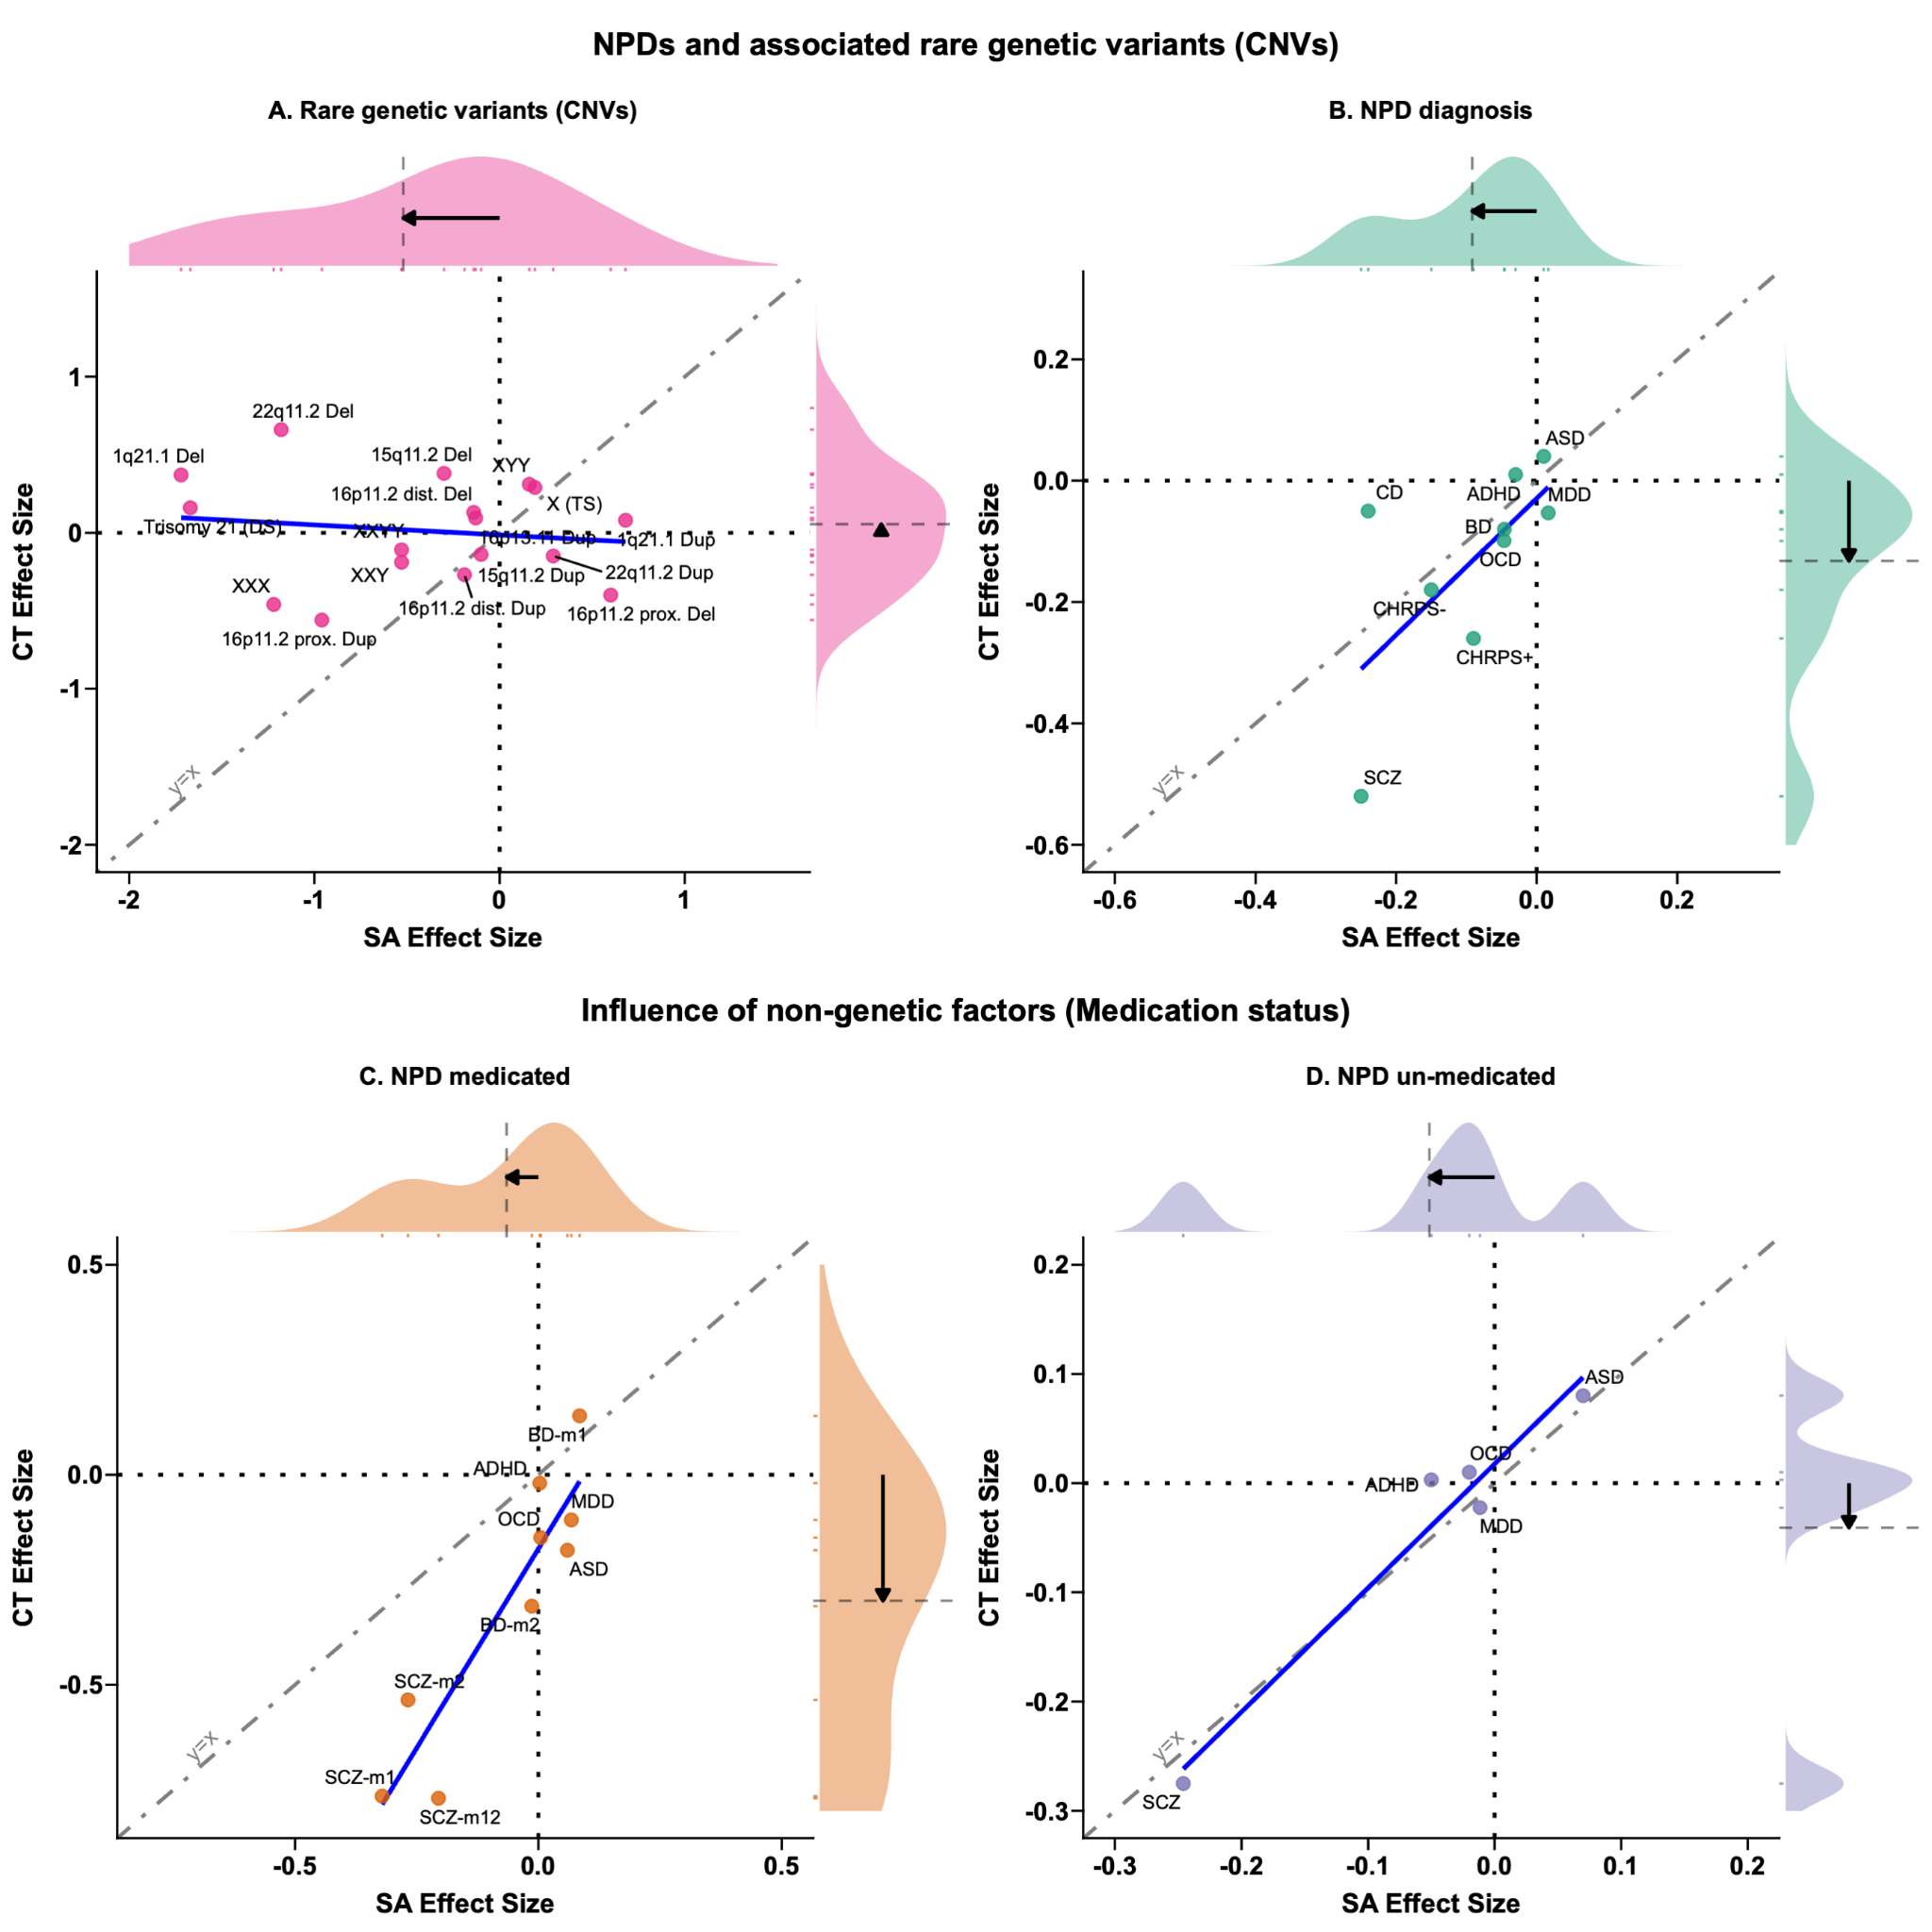 NPDs and associated rare genetic variants (CNVs)
A. Rare genetic variants (CNVs)
CT Effect Size
1
0
-1
-2
22q11.2 Del
1q21.1 Del
15q11.2 Del
XYY
16p11.2 dist. Del
X (TS)
Trisomy 21 (DS)
XXYY
16p13.11 Dup
1q21.1 Dup
XXY
15q11.2 Dup
22q11.2 Dup
XXX
16p11.2 dist. Dup
16p11.2 prox. Del
16p11.2 prox. Dup
y=x
-2
-1
0
1
SA Effect Size
B. NPD diagnosis
CT Effect Size
0.2
0.0
-0.2
-0.4
-0.6
ASD
CD
ADHD
MDD
BD
OCD
CHRPS-
CHRPS+
SCZ
y=x
-0.6
-0.4
-0.2
0.0
0.2
SA Effect Size
Influence of non-genetic factors (Medication status)
C. NPD medicated
CT Effect Size
0.5
0.0
-0.5
BD-m1
ADHD
MDD
OCD
ASD
BD-m2
SCZ-m2
y=x
SCZ-m1
SCZ-m12
-0.5
0.0
0.5
SA Effect Size
D. NPD un-medicated
CT Effect Size
0.2
0.1
0.0
-0.1
-0.2
-0.3
ASD
OCD
ADHD
MDD
y=x
SCZ
-0.3
-0.2
-0.1
0.0
0.1
0.2
SA Effect Size